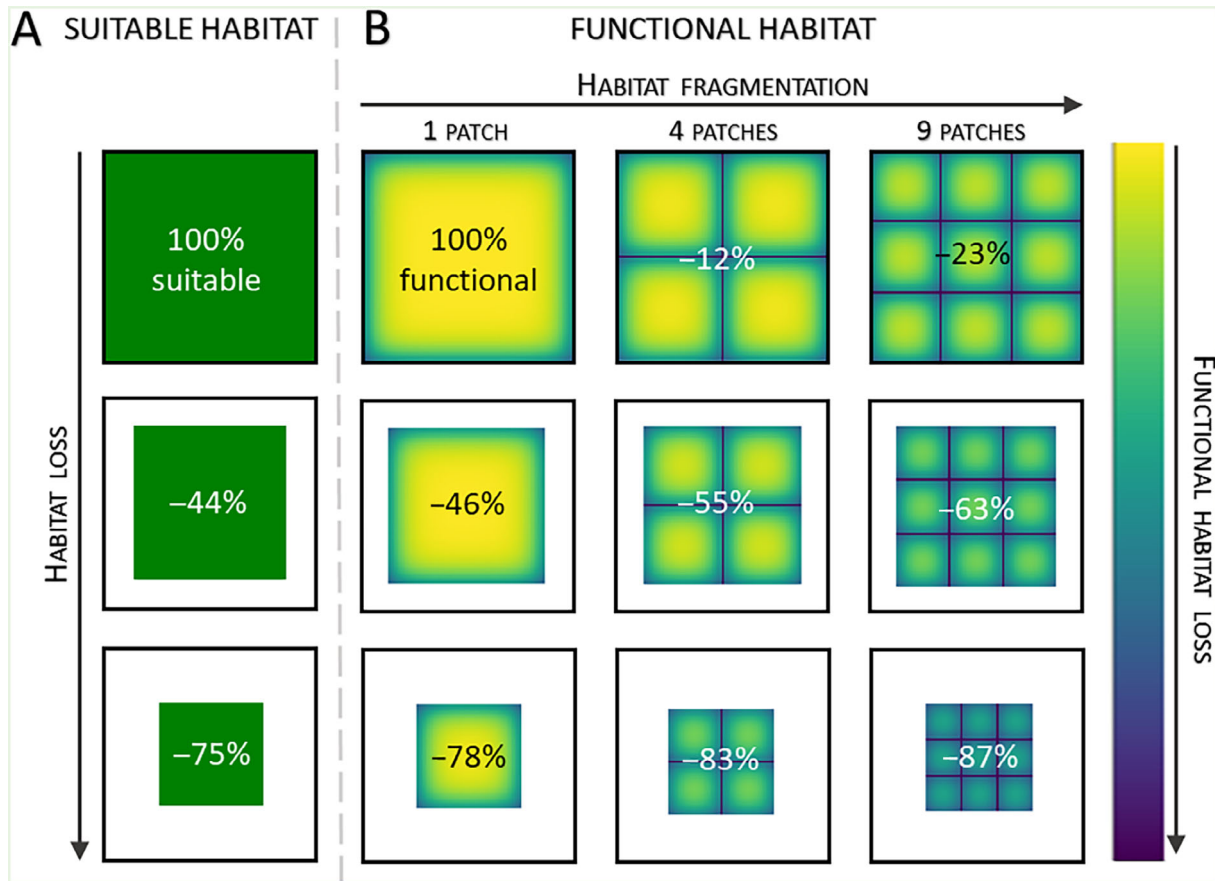 A SUITABLE HABITAT
B FUNCTIONAL HABITAT
HABITAT FRAGMENTATION
1 PATCH
4 PATCHES
9 PATCHES
HABITAT LOSS
100%
suitable
100%
functional
–12%
–23%
–44%
–46%
–55%
–63%
–75%
–78%
–83%
–87%
FUNCTIONAL HABITAT LOSS